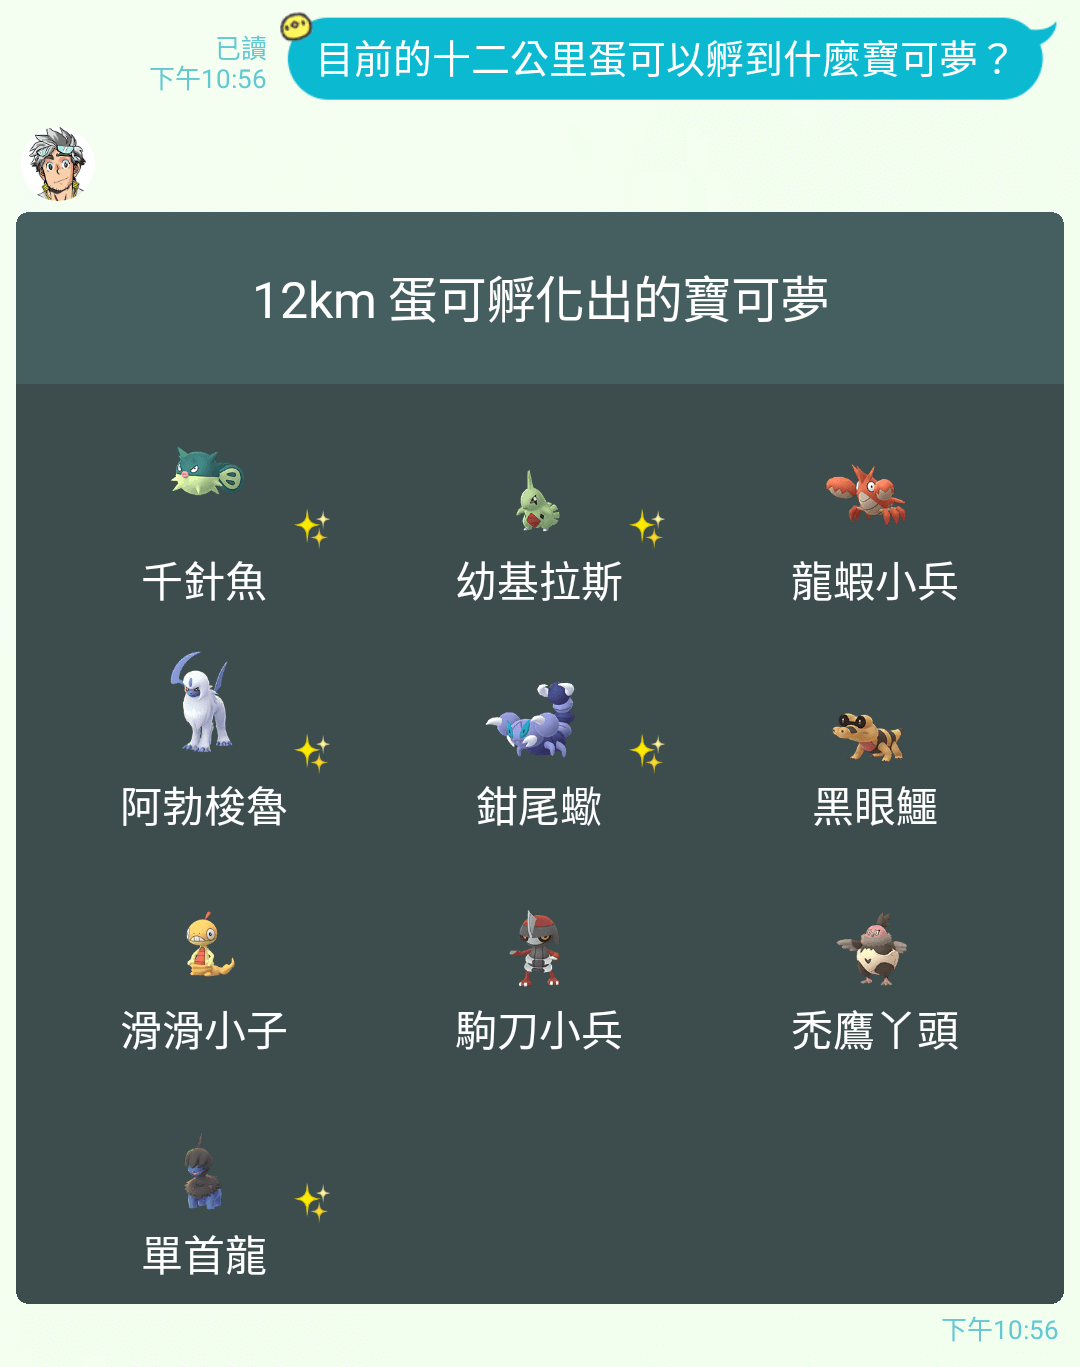 目前的十二公里蛋可以孵到什麼寶可夢？
已讀
下午10:56
12km 蛋可孵化出的寶可夢
千針魚
幼基拉斯
龍蝦小兵
阿勃梭魯
鉗尾蠍
黑眼鱷
滑滑小子
駒刀小兵
禿鷹丫頭
單首龍
下午10:56